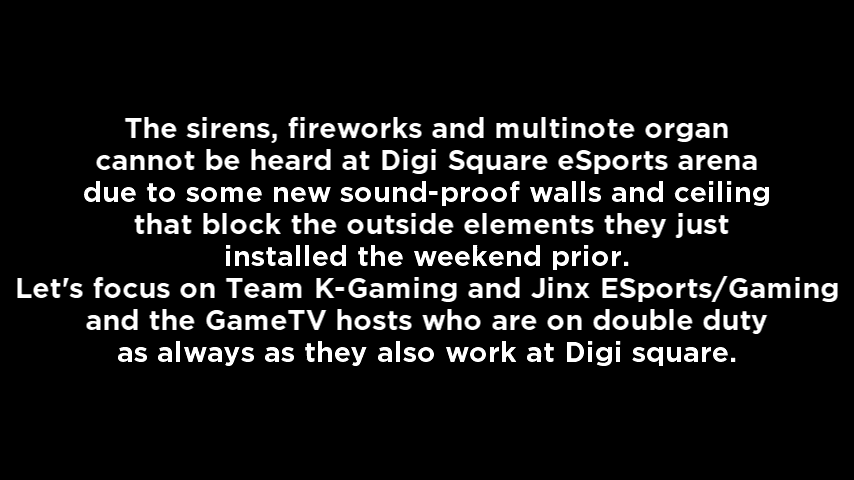 The sirens, fireworks and multinote organ
cannot be heard at Digi Square eSports arena
due to some new sound-proof walls and ceiling
that block the outside elements they just
installed the weekend prior.
Let's focus on Team K-Gaming and Jinx ESports/Gaming
and the GameTV hosts who are on double duty
as always as they also work at Digi square.